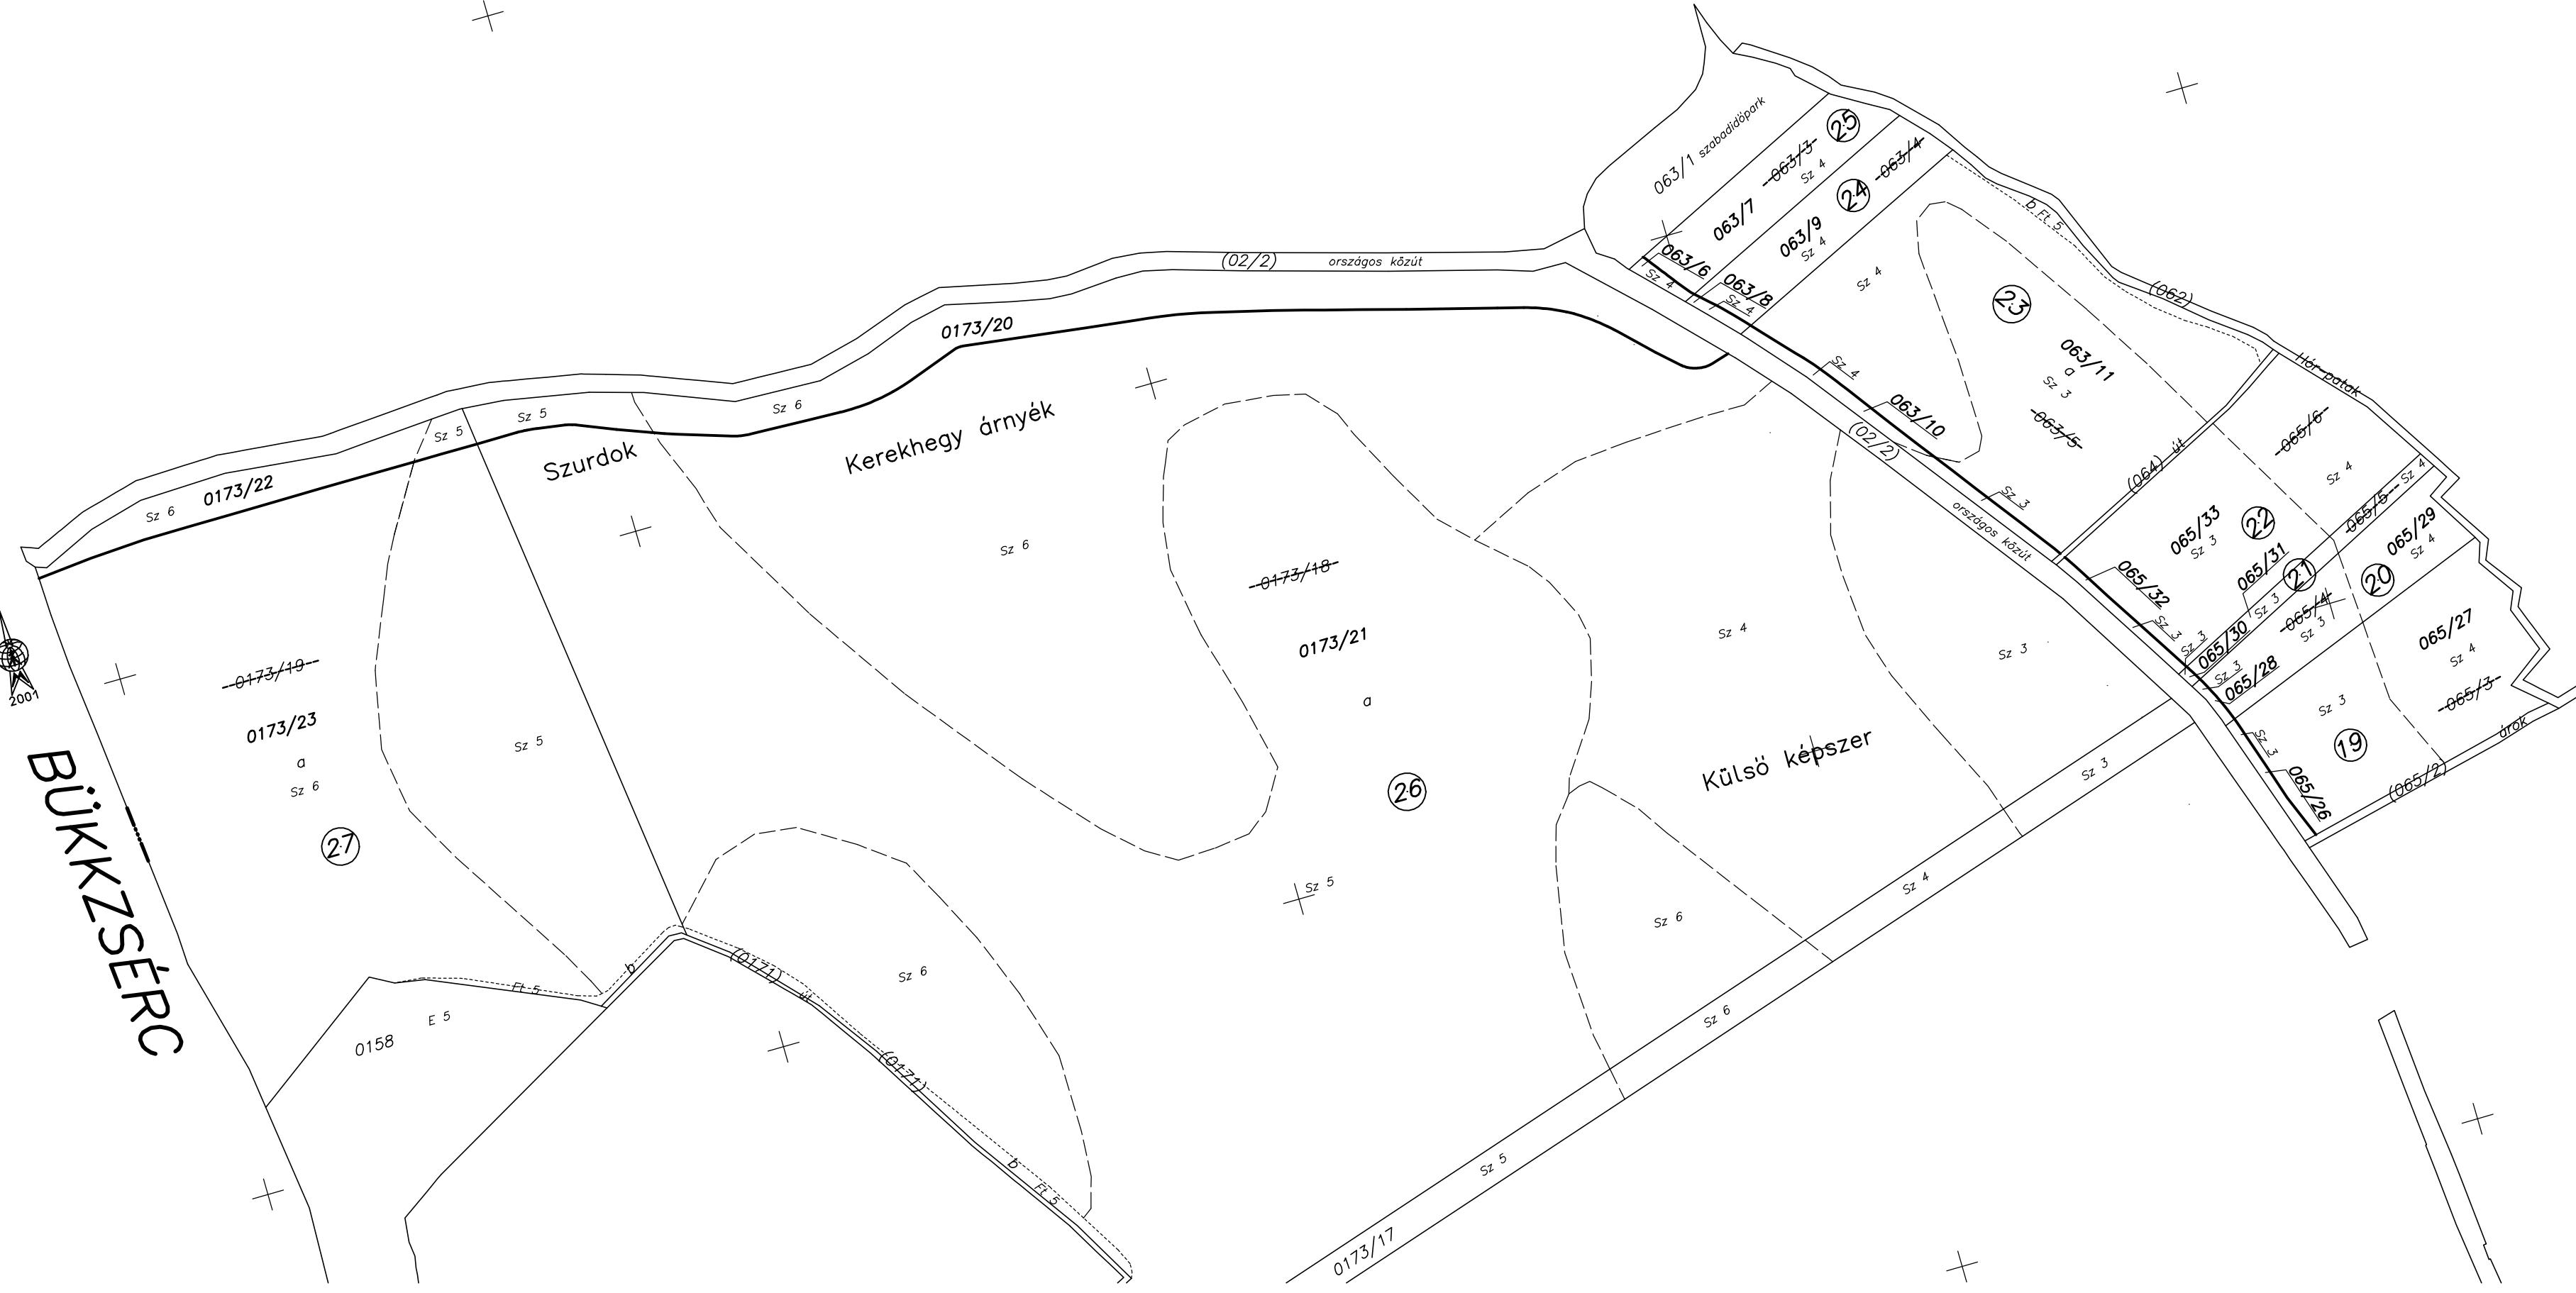 063/1 szabadidőpark
-063/3-
25
Sz 4
-063/4-
24
063/7
063/9
Sz 4
063/6
Sz 4
063/8
Sz 4
Sz 4
b Ft 5
(062)
23
063/11
a
Sz 3
-063/5-
Hór patak
(02/2)
országos közút
0173/20
Sz 4
063/10
(02/2)
országos közút
Sz 3
(064) út
-065/6-
Sz 4
-065/5-
Sz 4
065/33
Sz 3
22
065/31
21
Sz 3
065/29
Sz 4
20
-065/4-
Sz 3
065/32
Sz 3
Sz 3
065/30
Sz 3
065/28
065/27
Sz 4
-065/3-
Sz 3
19
árok
(065/2)
Sz 3
065/26
Sz 5
Sz 5
Sz 6
0173/22
Sz 6
Szurdok
Kerekhegy árnyék
Sz 6
-0173/18-
0173/21
a
26
Sz 4
Sz 3
Külső képszer
Sz 3
Sz 4
Sz 6
Sz 5
0173/17
Sz 5
Sz 6
-0173/19-
0173/23
a
Sz 6
27
Sz 5
2001
BÜKKZSÉRC
Ft 5
b
(0171)
út
Sz 6
E 5
0158
(0171)
b
Ft 5